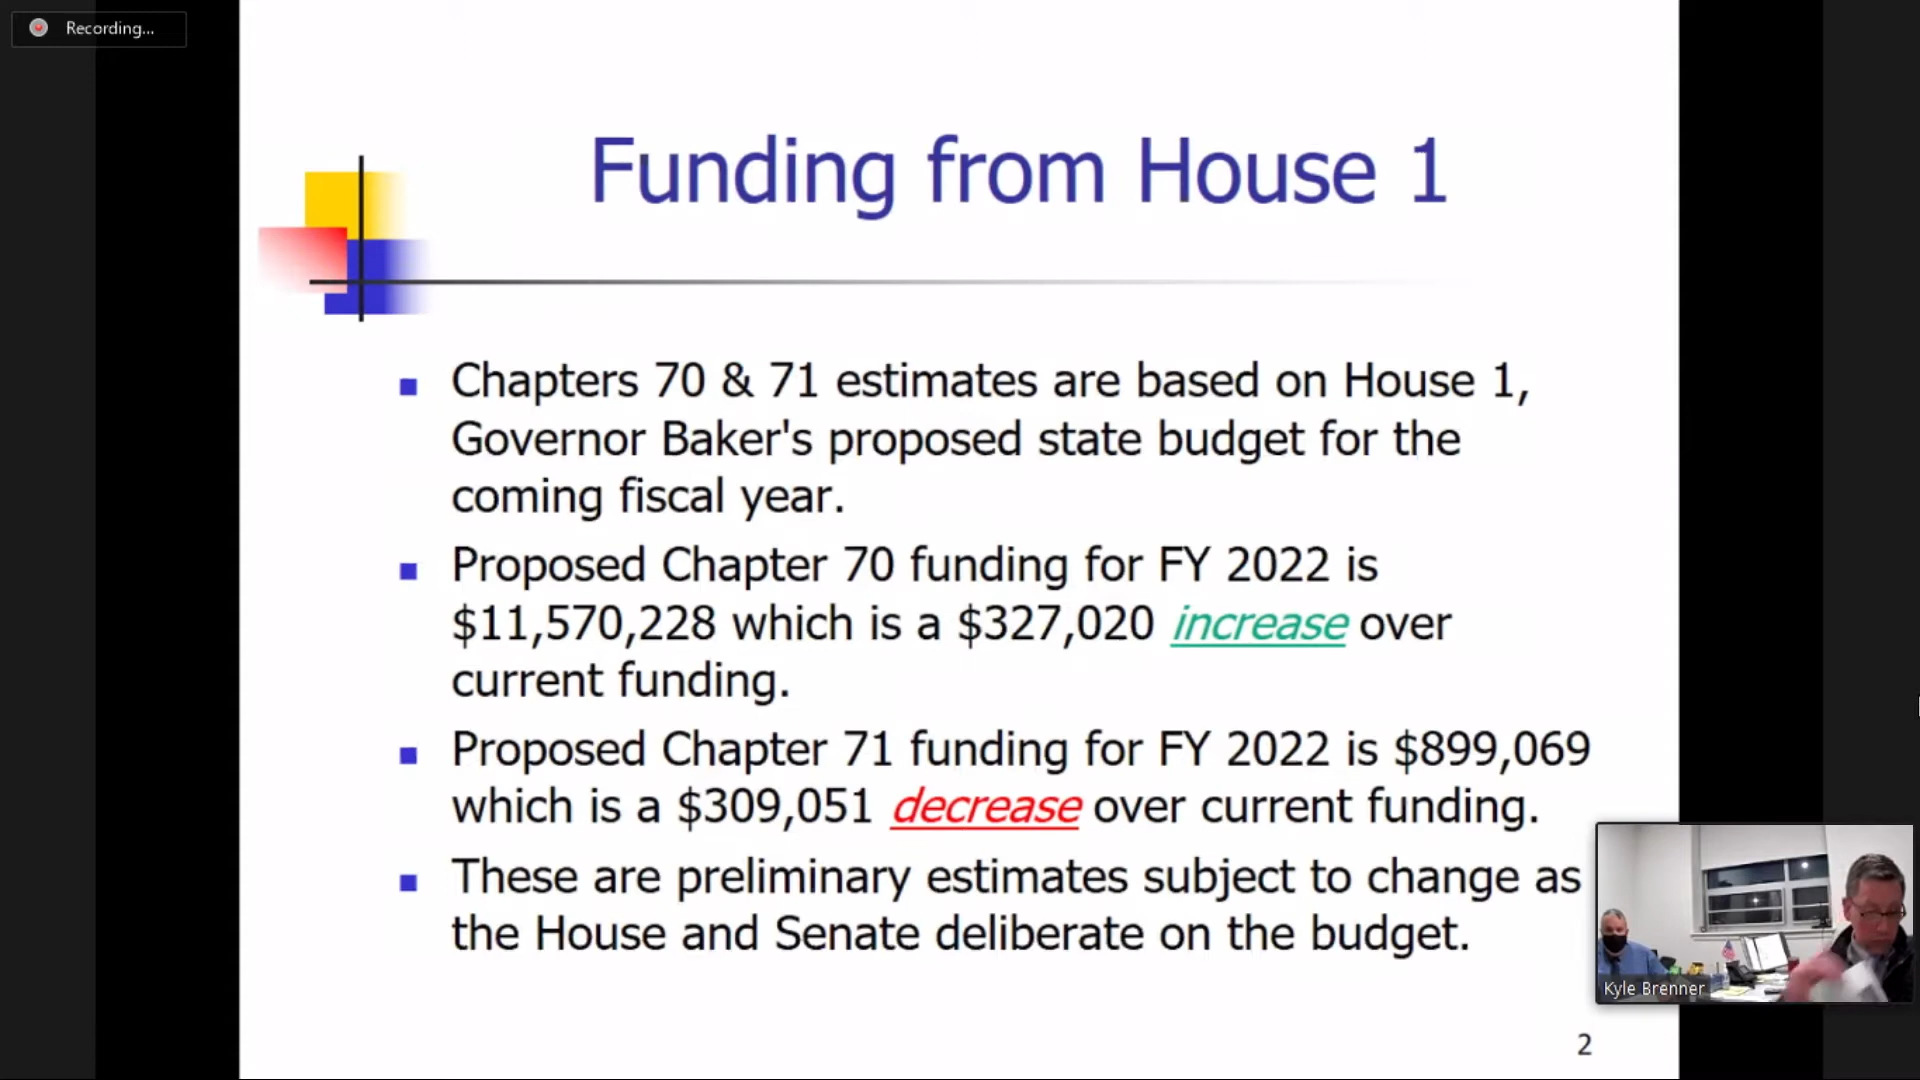 Recording...
Funding from House 1
Chapters 70 & 71 estimates are based on House 1,
Governor Baker's proposed state budget for the
coming fiscal year.
Proposed Chapter 70 funding for FY 2022 is
$11,570,228 which is a $327,020 increase over
current funding.
Proposed Chapter 71 funding for FY 2022 is $899,069
which is a $309,051 decrease over current funding.
These are preliminary estimates subject to change as
the House and Senate deliberate on the budget.
Kyle Brenner
2